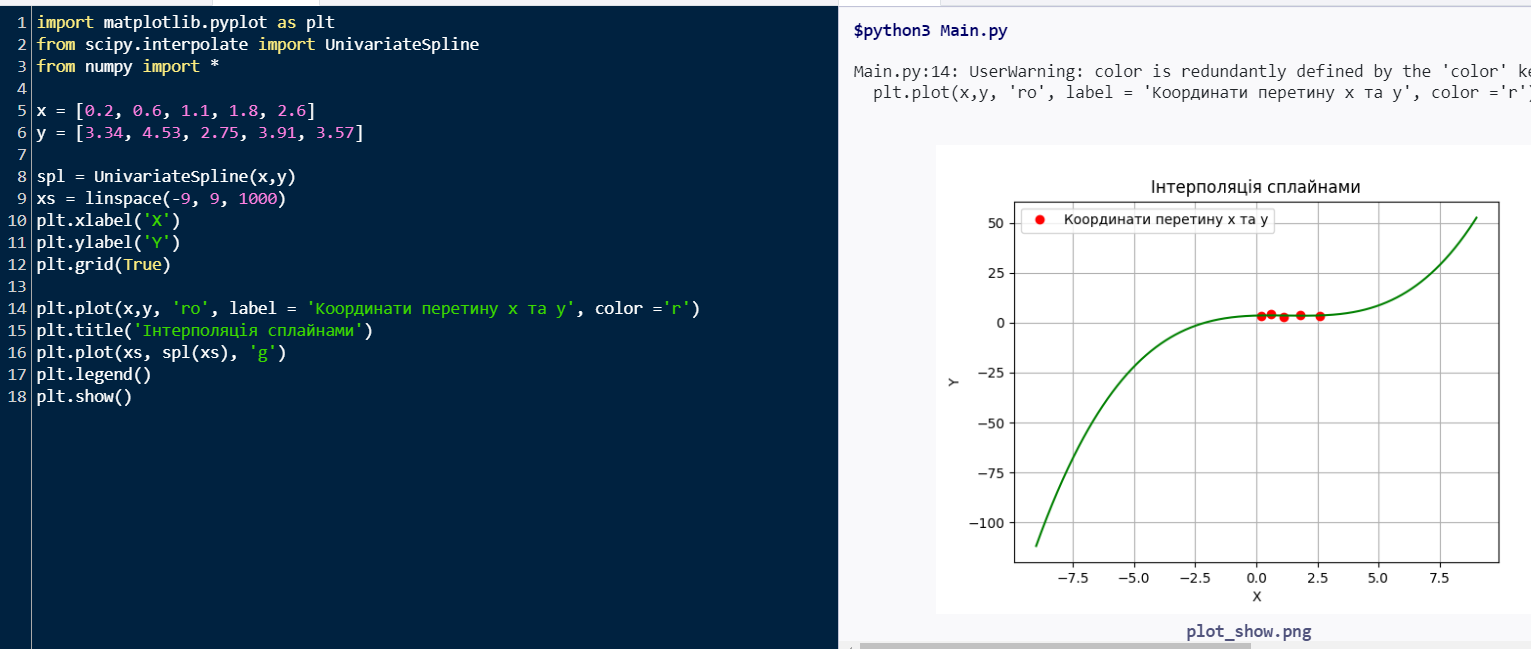 1 import matplotlib.pyplot as plt
2 from scipy.interpolate import UnivariateSpline
3 from numpy import *
4
5 x = [0.2, 0.6, 1.1, 1.8, 2.6]
6 y = [3.34, 4.53, 2.75, 3.91, 3.57]
7
8 spl = UnivariateSpline(x,y)
9 xs = linspace(-9, 9, 1000)
10 plt.xlabel('X')
11 plt.ylabel('Y')
12 plt.grid(True)
13
14 plt.plot(x,y, 'ro', label = 'Координати перетину х та у', color ='r')
15 plt.title('Інтерполяція сплайнами')
16 plt.plot(xs, spl(xs), 'g')
17 plt.legend()
18 plt.show()
$python3 Main.py
Main.py:14: UserWarning: color is redundantly defined by the 'color' ke
plt.plot(x,y, 'ro', label = 'Координати перетину х та у', color ='r')
Інтерполяція сплайнами
Координати перетину х та у
50
25
0
−25
−50
−75
−100
Y
−7.5 −5.0 −2.5 0.0 2.5 5.0 7.5
X
plot_show.png